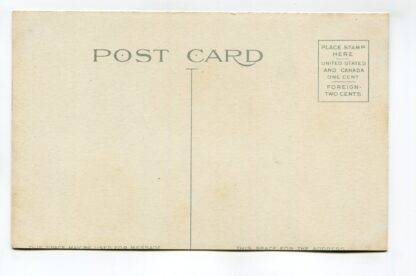 POST CARD
PLACE STAMP
HERE
UNITED STATES
AND CANADA
ONE CENT
FOREIGN-
TWO CENTS.
THIS SPACE MAY BE USED FOR MESSAGE
THIS SPACE FOR THE ADDRESS